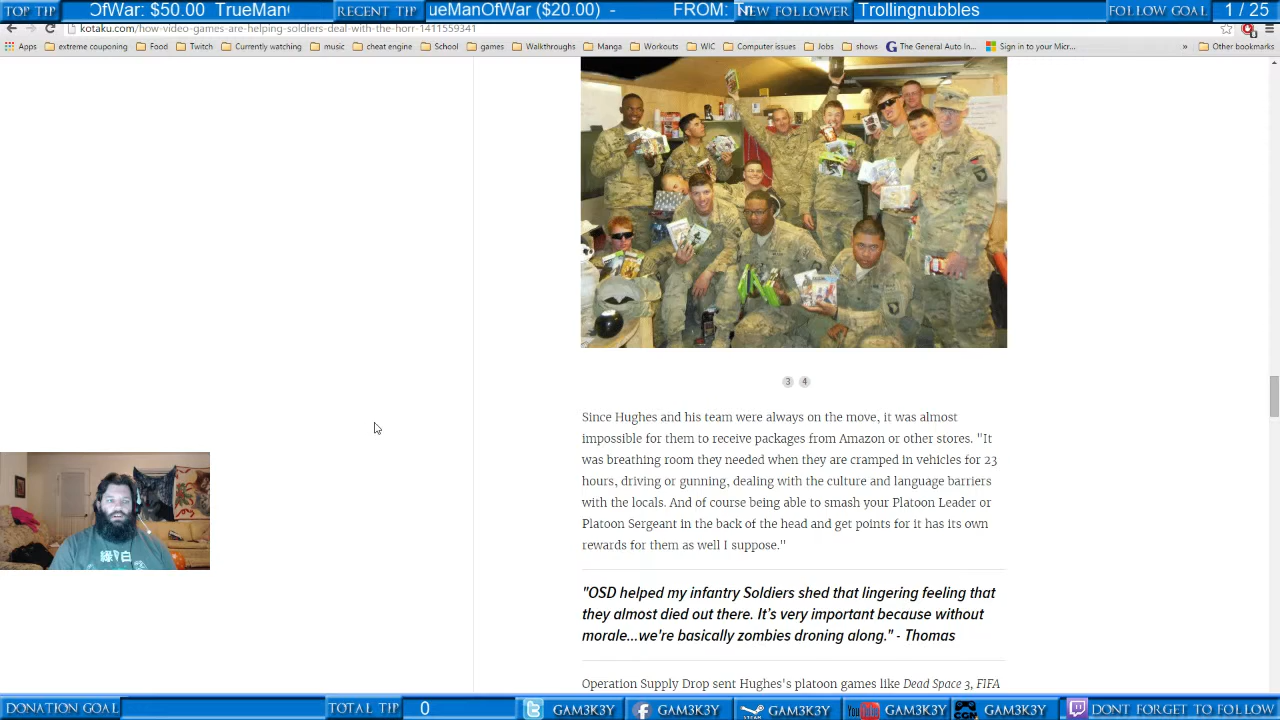 TOP TIP OfWar: $50.00 TrueMan RECENT TIP ueManOfWar ($20.00) - FROM: NEW FOLLOWER Trollingnubbles FOLLOW GOAL 1 / 25
kotaku.com/how-video-games-are-helping-soldiers-deal-with-the-horr-1411559341
Apps extreme couponing Food Twitch Currently watching music cheat engine School games Walkthroughs Manga Workouts WIC Computer issues Jobs shows The General Auto In... Sign in to your Micr... » Other bookmarks
3 4
Since Hughes and his team were always on the move, it was almost
impossible for them to receive packages from Amazon or other stores. "It
was breathing room they needed when they are cramped in vehicles for 23
hours, driving or gunning, dealing with the culture and language barriers
with the locals. And of course being able to smash your Platoon Leader or
Platoon Sergeant in the back of the head and get points for it has its own
rewards for them as well I suppose."
"OSD helped my infantry Soldiers shed that lingering feeling that
they almost died out there. It's very important because without
morale...we're basically zombies droning along." - Thomas
Operation Supply Drop sent Hughes's platoon games like Dead Space 3, FIFA
DONATION GOAL TOTAL TIP 0 GAM3K3Y GAM3K3Y GAM3K3Y GAM3K3Y GAM3K3Y DONT FORGET TO FOLLOW